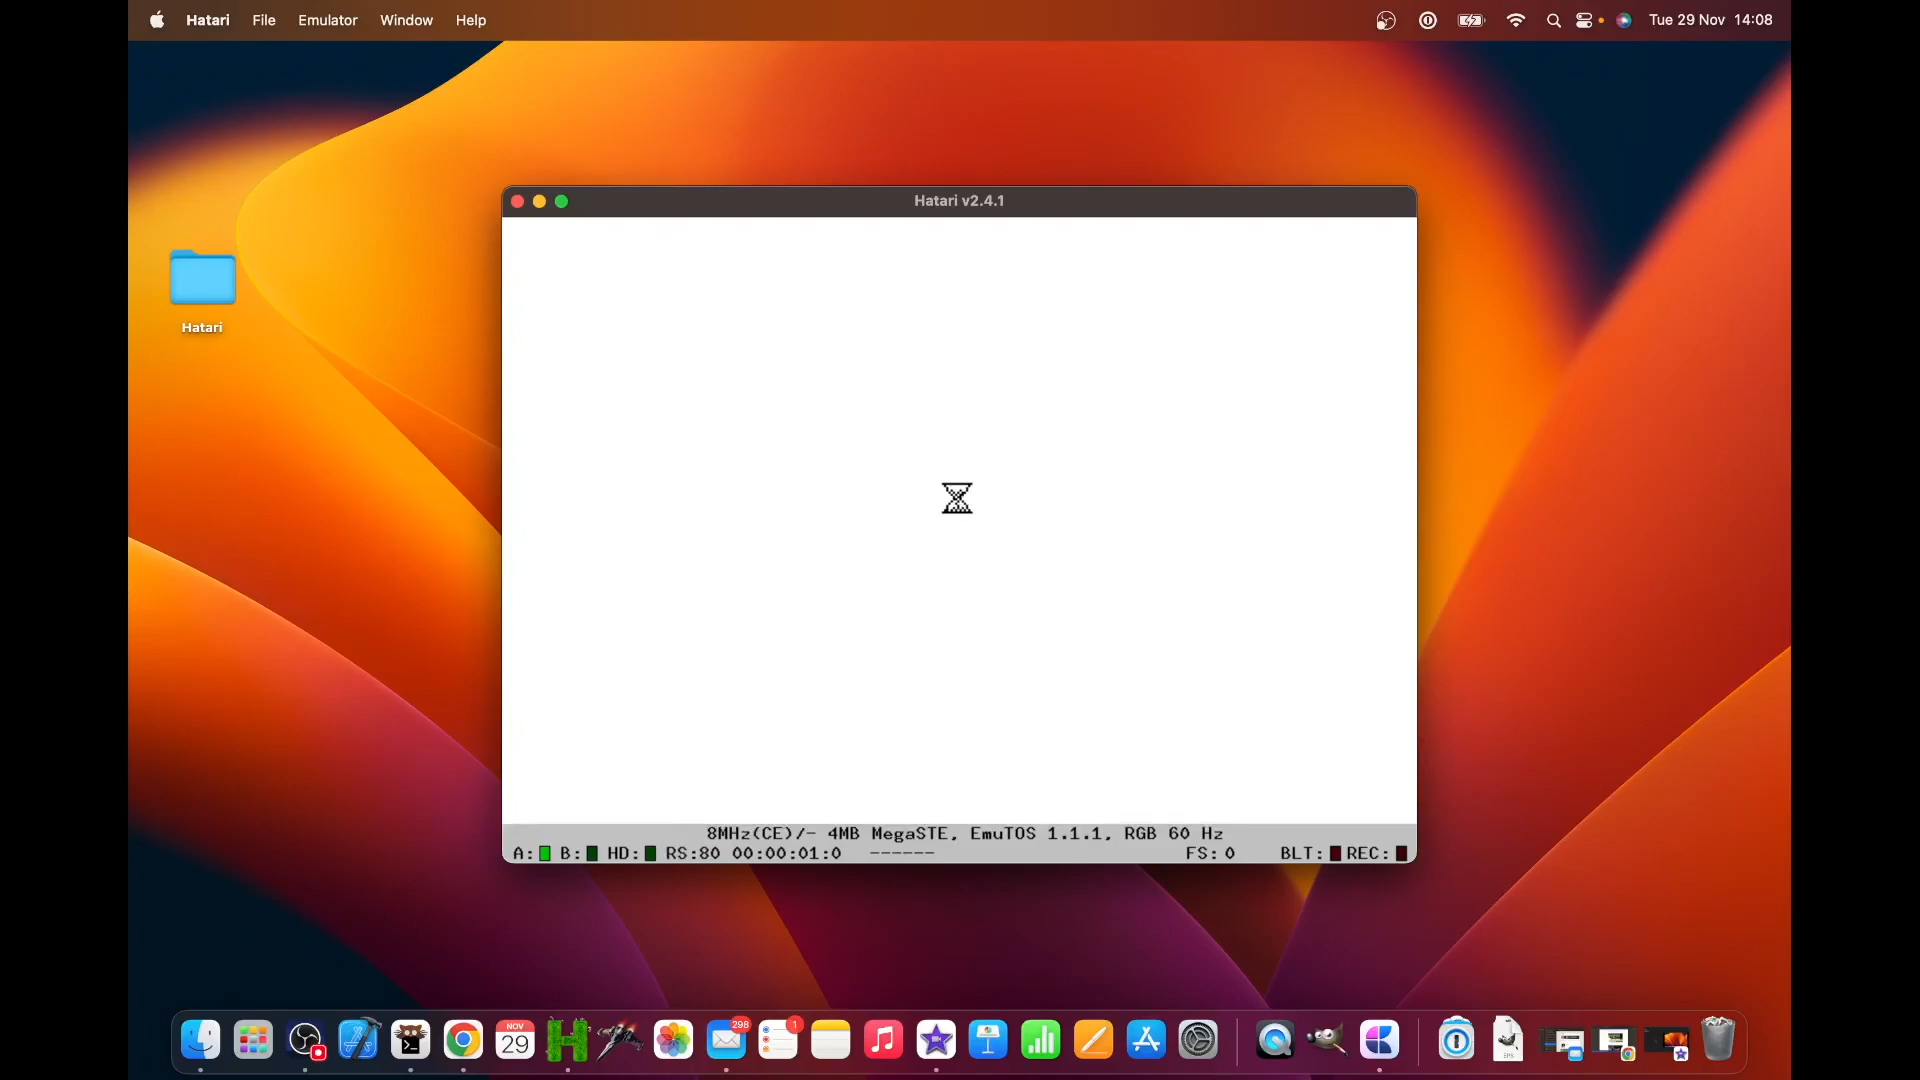 Hatari File Emulator Window Help Tue 29 Nov 14:08
Hatari v2.4.1
Hatari
8MHz(CE)/- 4MB MegaSTE, EmuTOS 1.1.1, RGB 60 Hz
A: B: HD: RS:80 00:00:01:0 ------ FS: 0 BLT: REC:
298
1
NOV
29
EPS